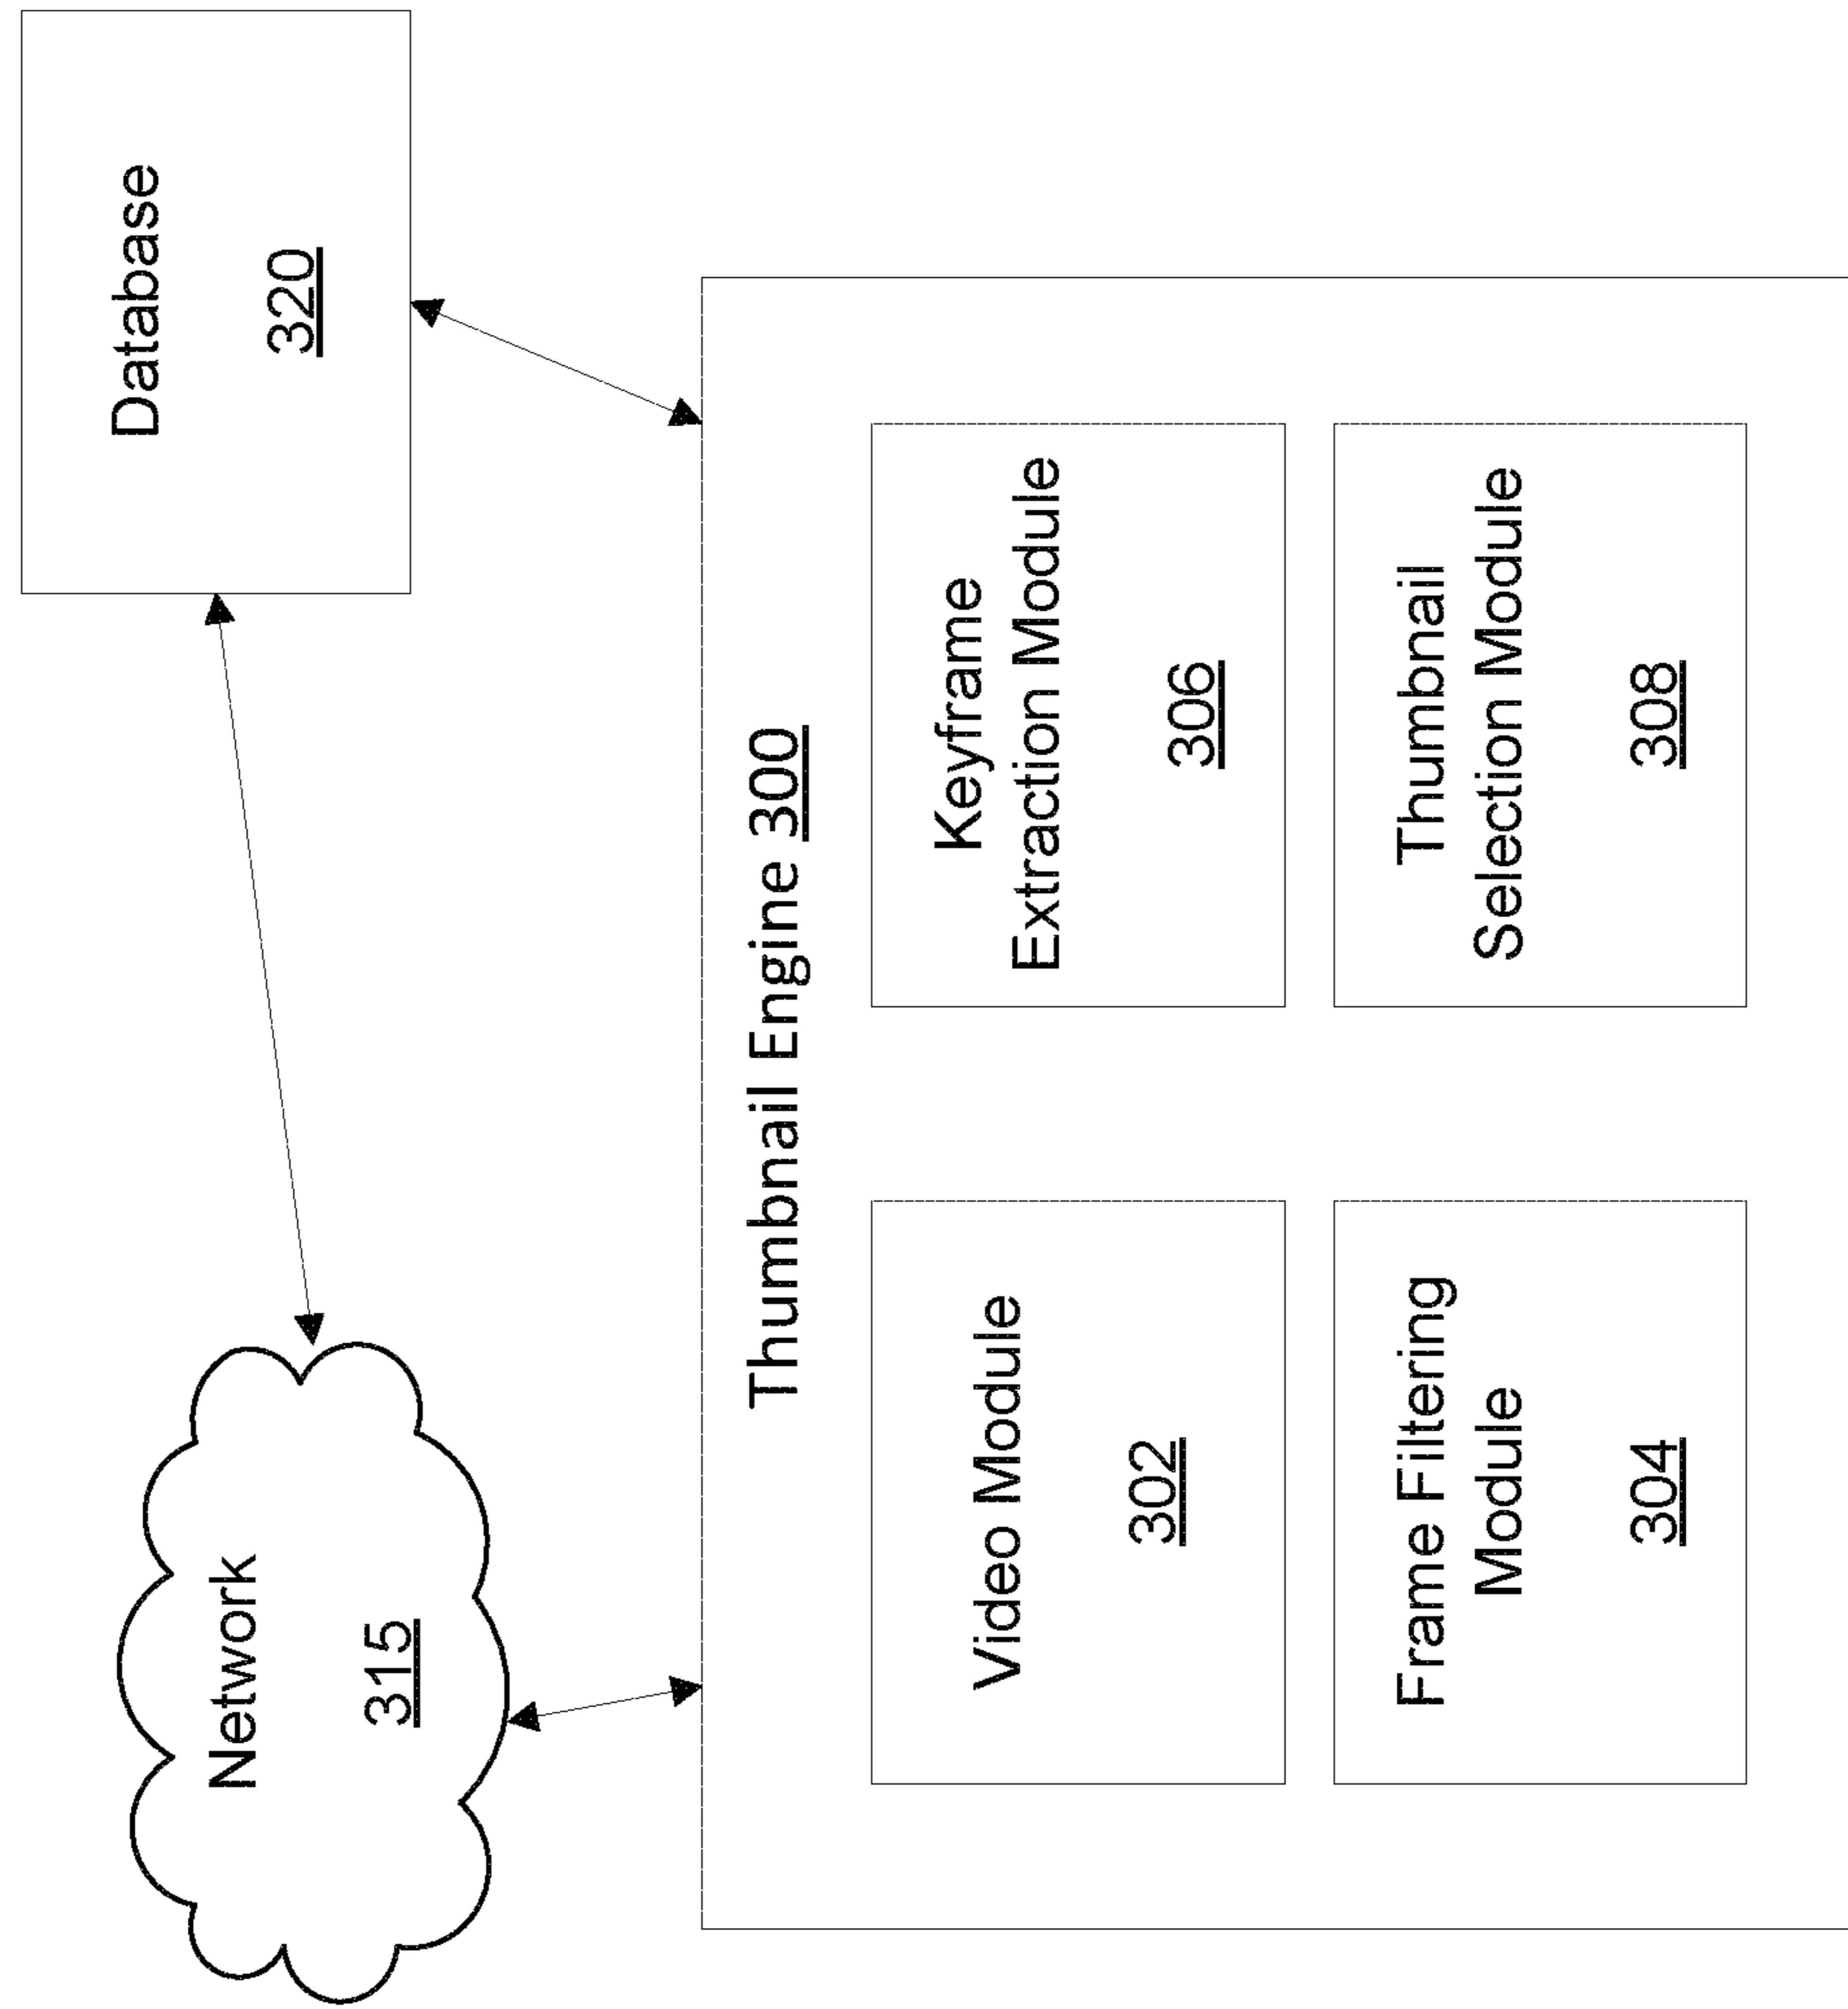 Network
315
Database
320
Thumbnail Engine 300
Video Module
302
Keyframe
Extraction Module
306
Frame Filtering
Module
304
Thumbnail
Selection Module
308